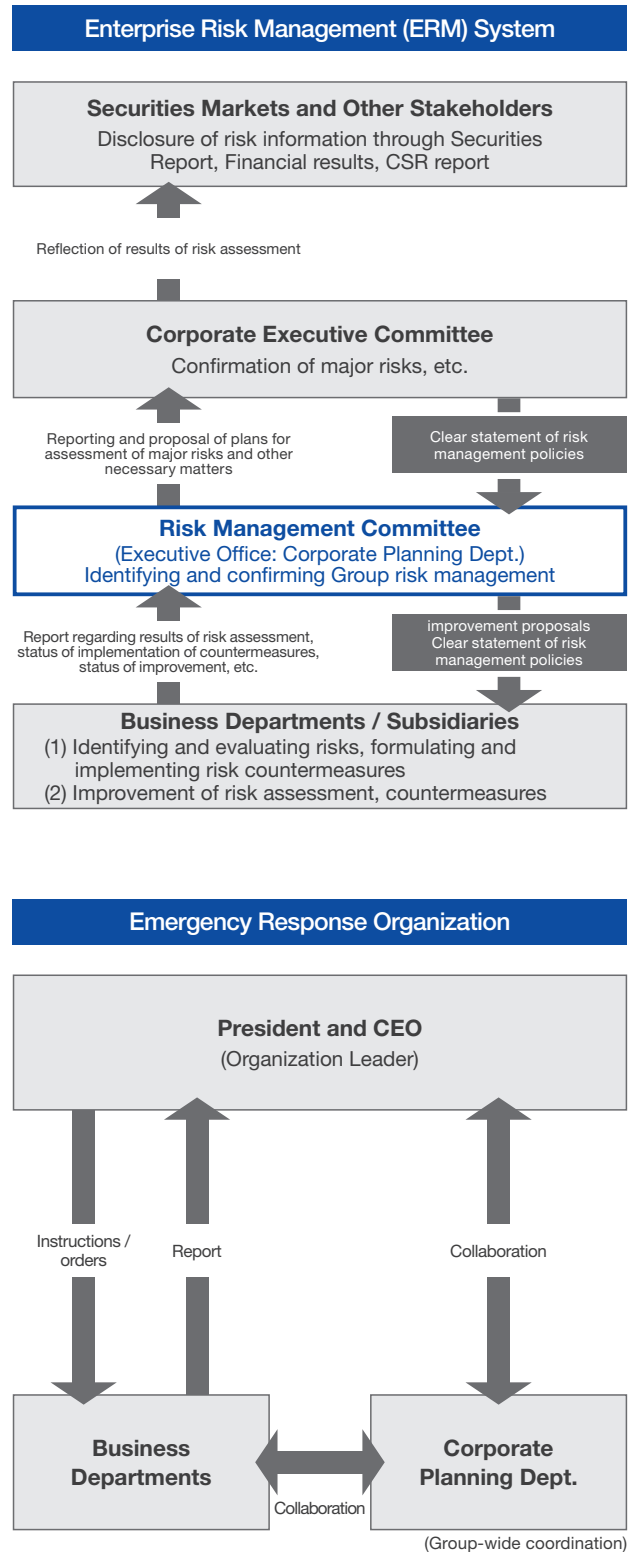 Enterprise Risk Management (ERM) System
Securities Markets and Other Stakeholders
Disclosure of risk information through Securities
Report, Financial results, CSR report
Reflection of results of risk assessment
Corporate Executive Committee
Confirmation of major risks, etc.
Reporting and proposal of plans for
assessment of major risks and other
necessary matters
Clear statement of risk
management policies
Risk Management Committee
(Executive Office: Corporate Planning Dept.)
Identifying and confirming Group risk management
Report regarding results of risk assessment,
status of implementation of countermeasures,
status of improvement, etc.
improvement proposals
Clear statement of risk
management policies
Business Departments / Subsidiaries
(1) Identifying and evaluating risks, formulating and
implementing risk countermeasures
(2) Improvement of risk assessment, countermeasures
Emergency Response Organization
President and CEO
(Organization Leader)
Instructions /
orders
Report
Collaboration
Business
Departments
Collaboration
Corporate
Planning Dept.
(Group-wide coordination)